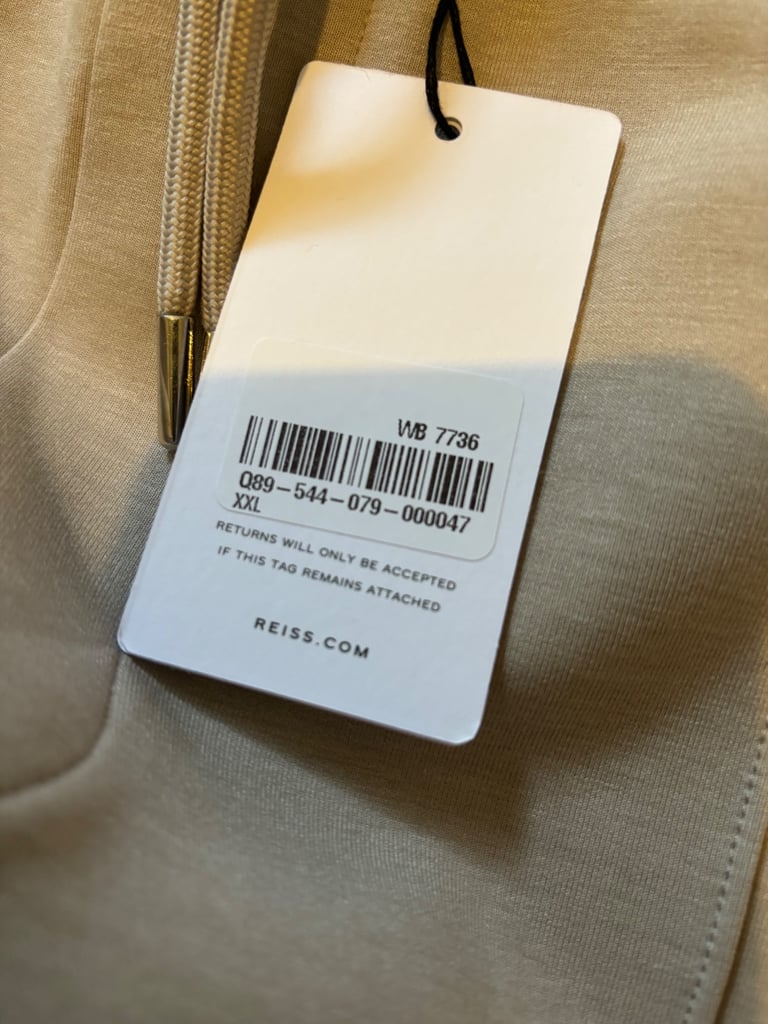 WB 7736
Q89-544-079-000047
XXL
RETURNS WILL ONLY BE ACCEPTED
IF THIS TAG REMAINS ATTACHED
REISS.COM